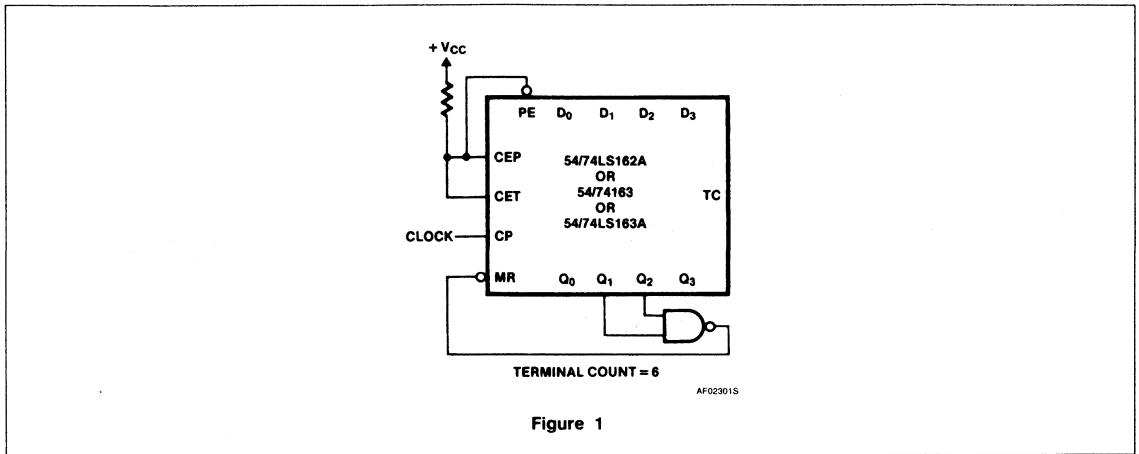 + VCC
PE D0 D1 D2 D3
CEP
54/74LS162A
OR
CET
54/74163
TC
OR
54/74LS163A
CLOCK
CP
MR
Q0 Q1 Q2 Q3
TERMINAL COUNT = 6
AF02301S
Figure 1